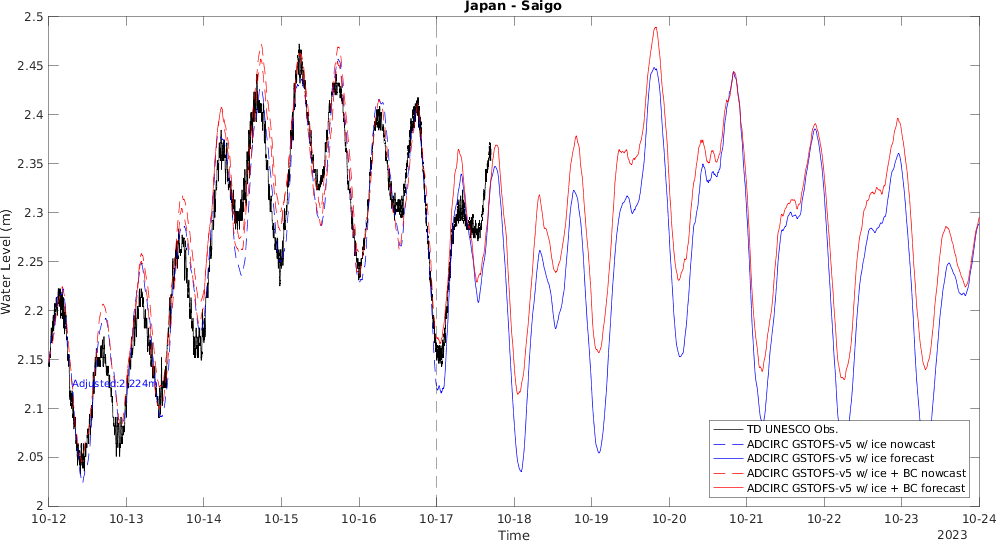 Japan - Saigo
2.5
2.45
2.4
2.35
2.3
2.25
2.2
2.15
2.1
2.05
2
Water Level (m)
Adjusted:2.224m
TD UNESCO Obs.
ADCIRC GSTOFS-v5 w/ ice nowcast
ADCIRC GSTOFS-v5 w/ ice forecast
ADCIRC GSTOFS-v5 w/ ice + BC nowcast
ADCIRC GSTOFS-v5 w/ ice + BC forecast
10-12 10-13 10-14 10-15 10-16 10-17 10-18 10-19 10-20 10-21 10-22 10-23 10-24
Time
2023